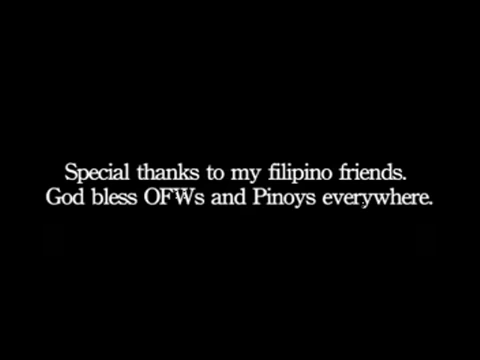 Special thanks to my filipino friends.
God bless OFWs and Pinoys everywhere.